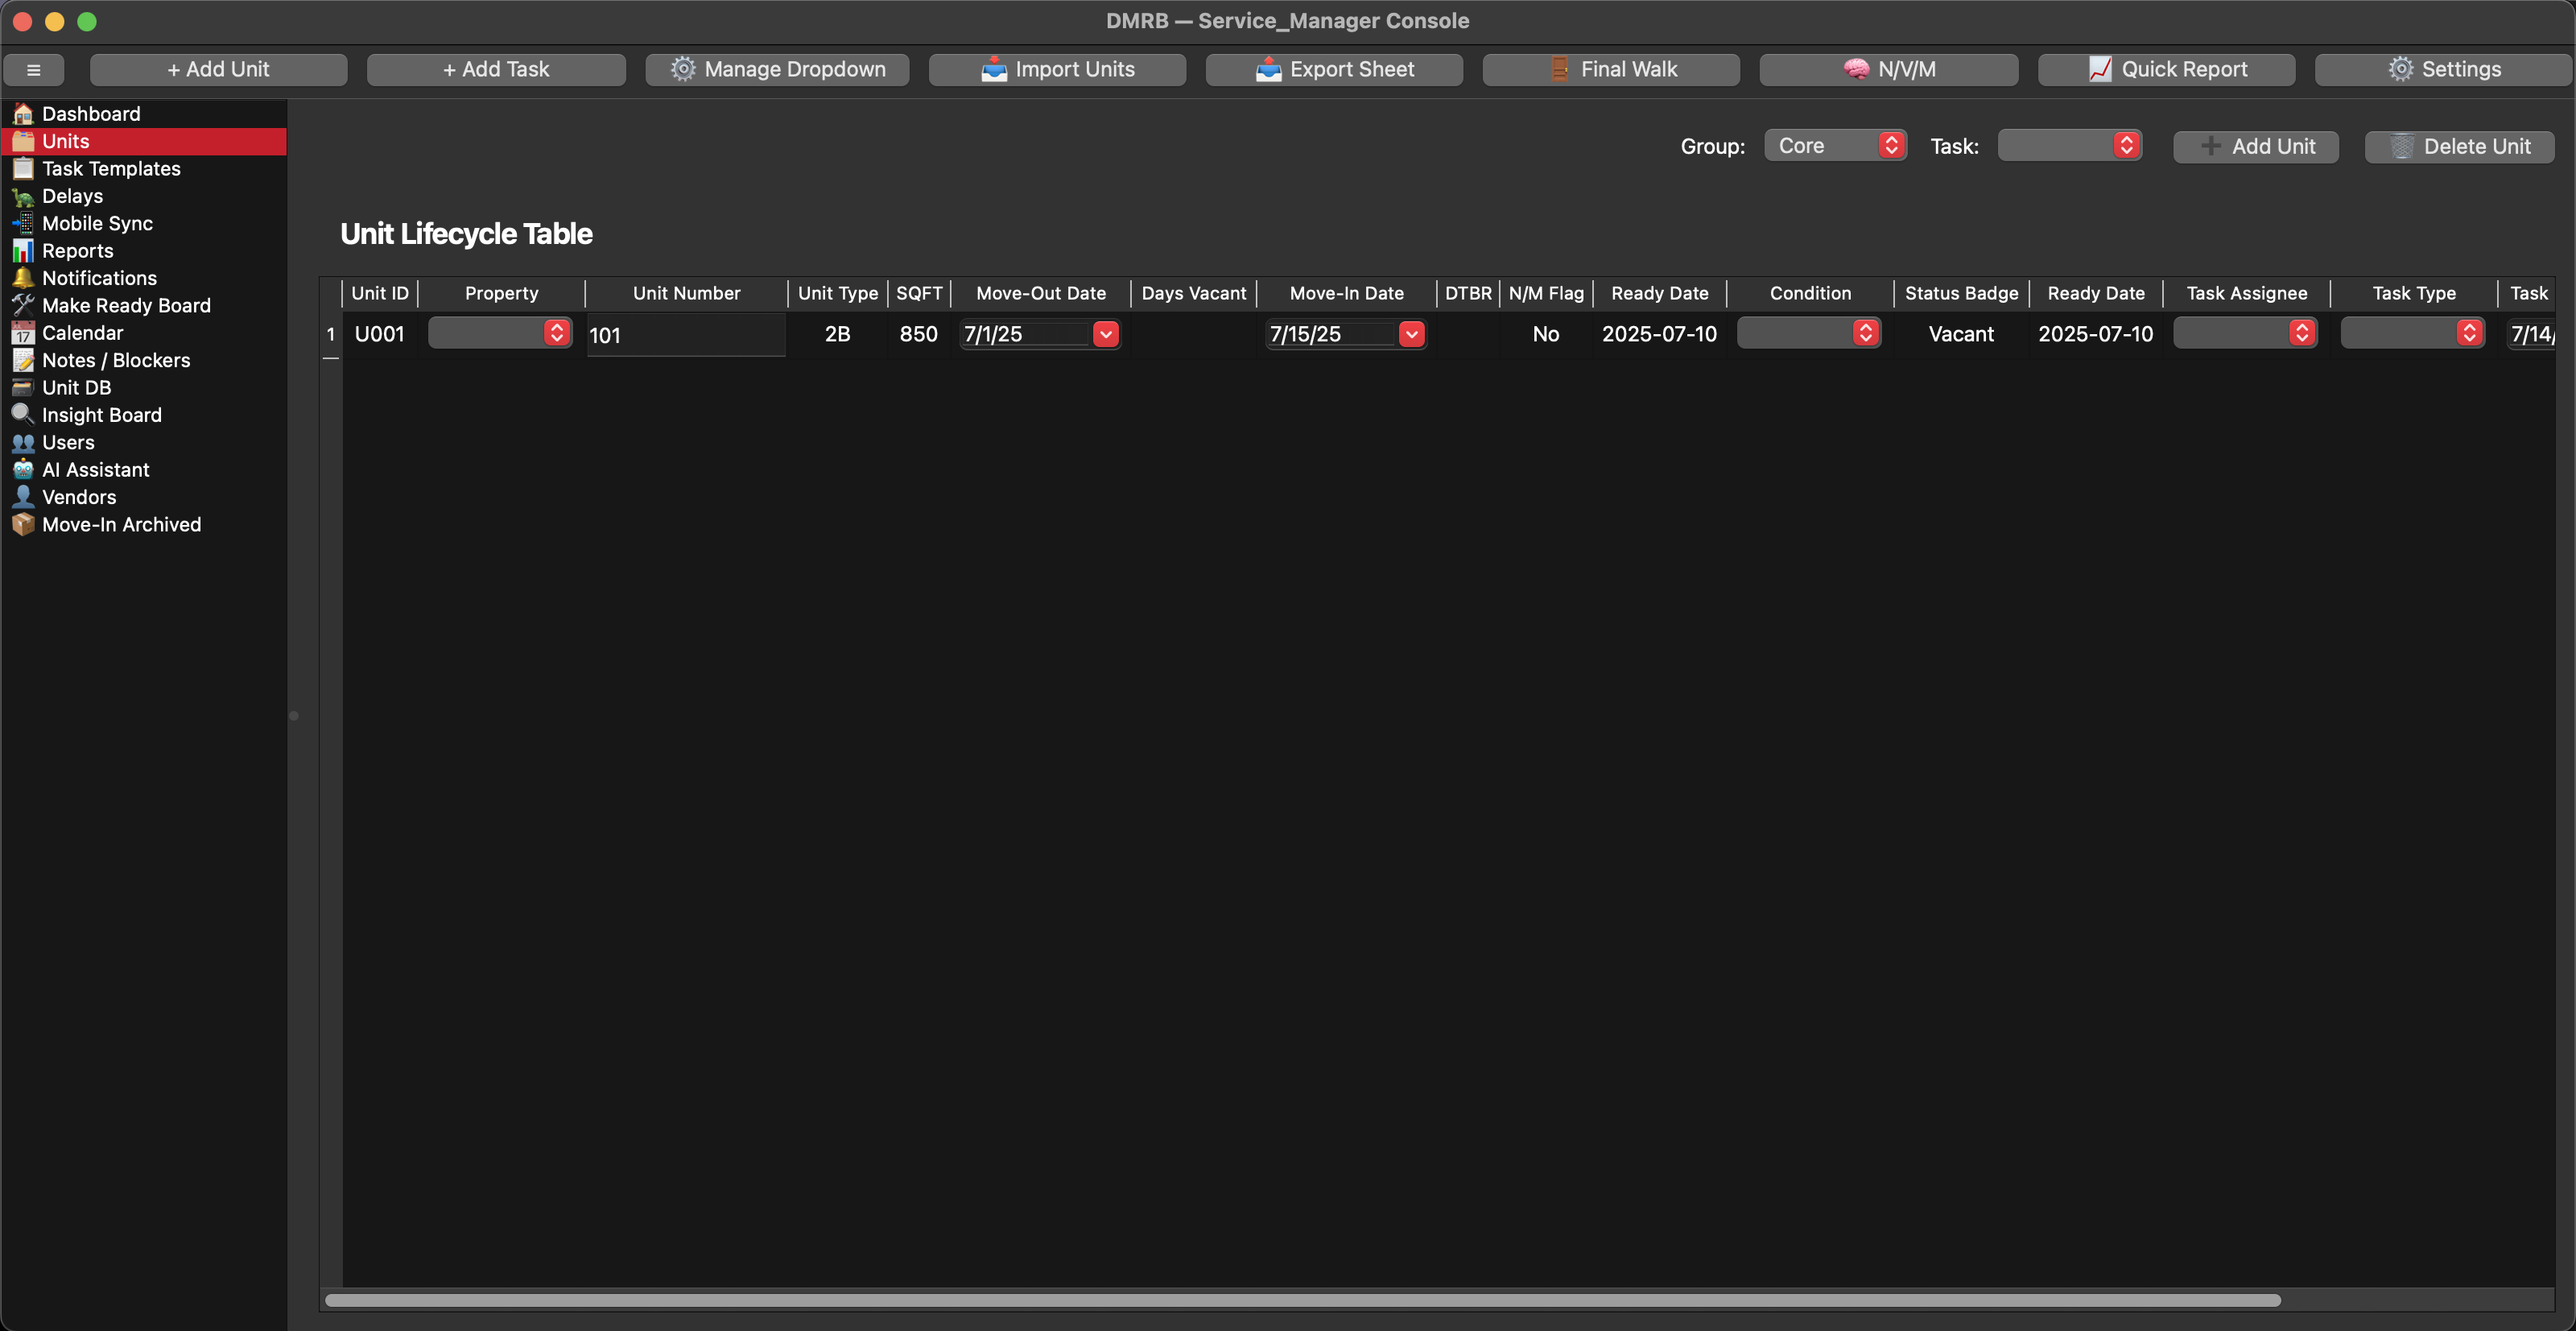 DMRB — Service_Manager Console
≡ + Add Unit + Add Task Manage Dropdown Import Units Export Sheet Final Walk N/V/M Quick Report Settings
Dashboard
Units
Task Templates
Delays
Mobile Sync
Reports
Notifications
Make Ready Board
17 Calendar
Notes / Blockers
Unit DB
Insight Board
Users
AI Assistant
Vendors
Move-In Archived
Group: Core Task: Add Unit Delete Unit
Unit Lifecycle Table
Unit ID Property Unit Number Unit Type SQFT Move-Out Date Days Vacant Move-In Date DTBR N/M Flag Ready Date Condition Status Badge Ready Date Task Assignee Task Type Task
1 U001 101 2B 850 7/1/25 7/15/25 No 2025-07-10 Vacant 2025-07-10 7/14/